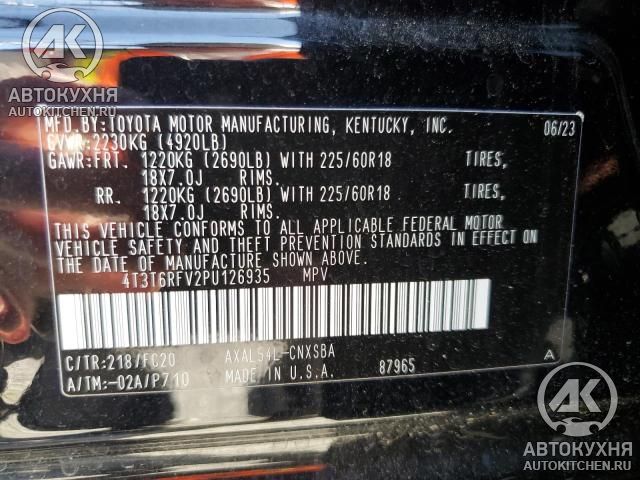 AK
АВТОКУХНЯ
AUTOKITCHEN.RU
MFD.BY:TOYOTA MOTOR MANUFACTURING, KENTUCKY, INC. 06/23
GVWR:2230KG (4920LB)
GAWR:FRT. 1220KG (2690LB) WITH 225/60R18 TIRES,
18X7.0J RIMS.
RR. 1220KG (2690LB) WITH 225/60R18 TIRES,
18X7.0J RIMS.
THIS VEHICLE CONFORMS TO ALL APPLICABLE FEDERAL MOTOR
VEHICLE SAFETY AND THEFT PREVENTION STANDARDS IN EFFECT ON
THE DATE OF MANUFACTURE SHOWN ABOVE.
4T3T6RFV2PU126935 MPV
C/TR:218/FC20 AXAL54L-CNXSBA
A/TM:-02A/P710 MADE IN U.S.A. 87965 A
AK
АВТОКУХНЯ
AUTOKITCHEN.RU